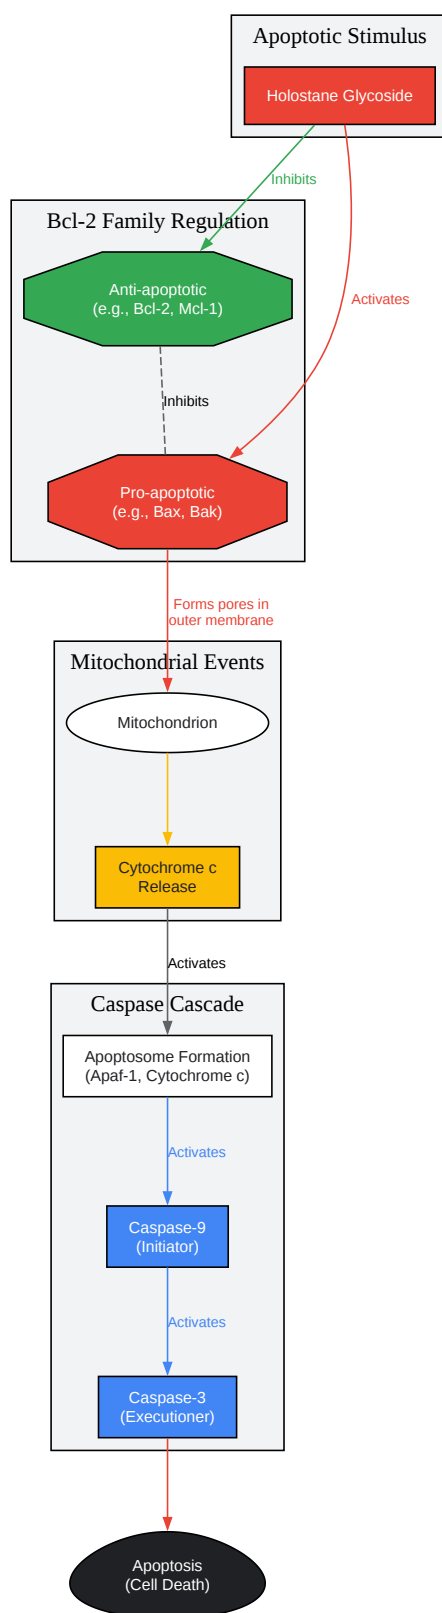 Apoptotic Stimulus
Holostane Glycoside
Inhibits
Bcl-2 Family Regulation
Anti-apoptotic
(e.g., Bcl-2, Mcl-1)
Activates
Inhibits
Pro-apoptotic
(e.g., Bax, Bak)
Forms pores in
outer membrane
Mitochondrial Events
Mitochondrion
Cytochrome c
Release
Activates
Caspase Cascade
Apoptosome Formation
(Apaf-1, Cytochrome c)
Activates
Caspase-9
(Initiator)
Activates
Caspase-3
(Executioner)
Apoptosis
(Cell Death)